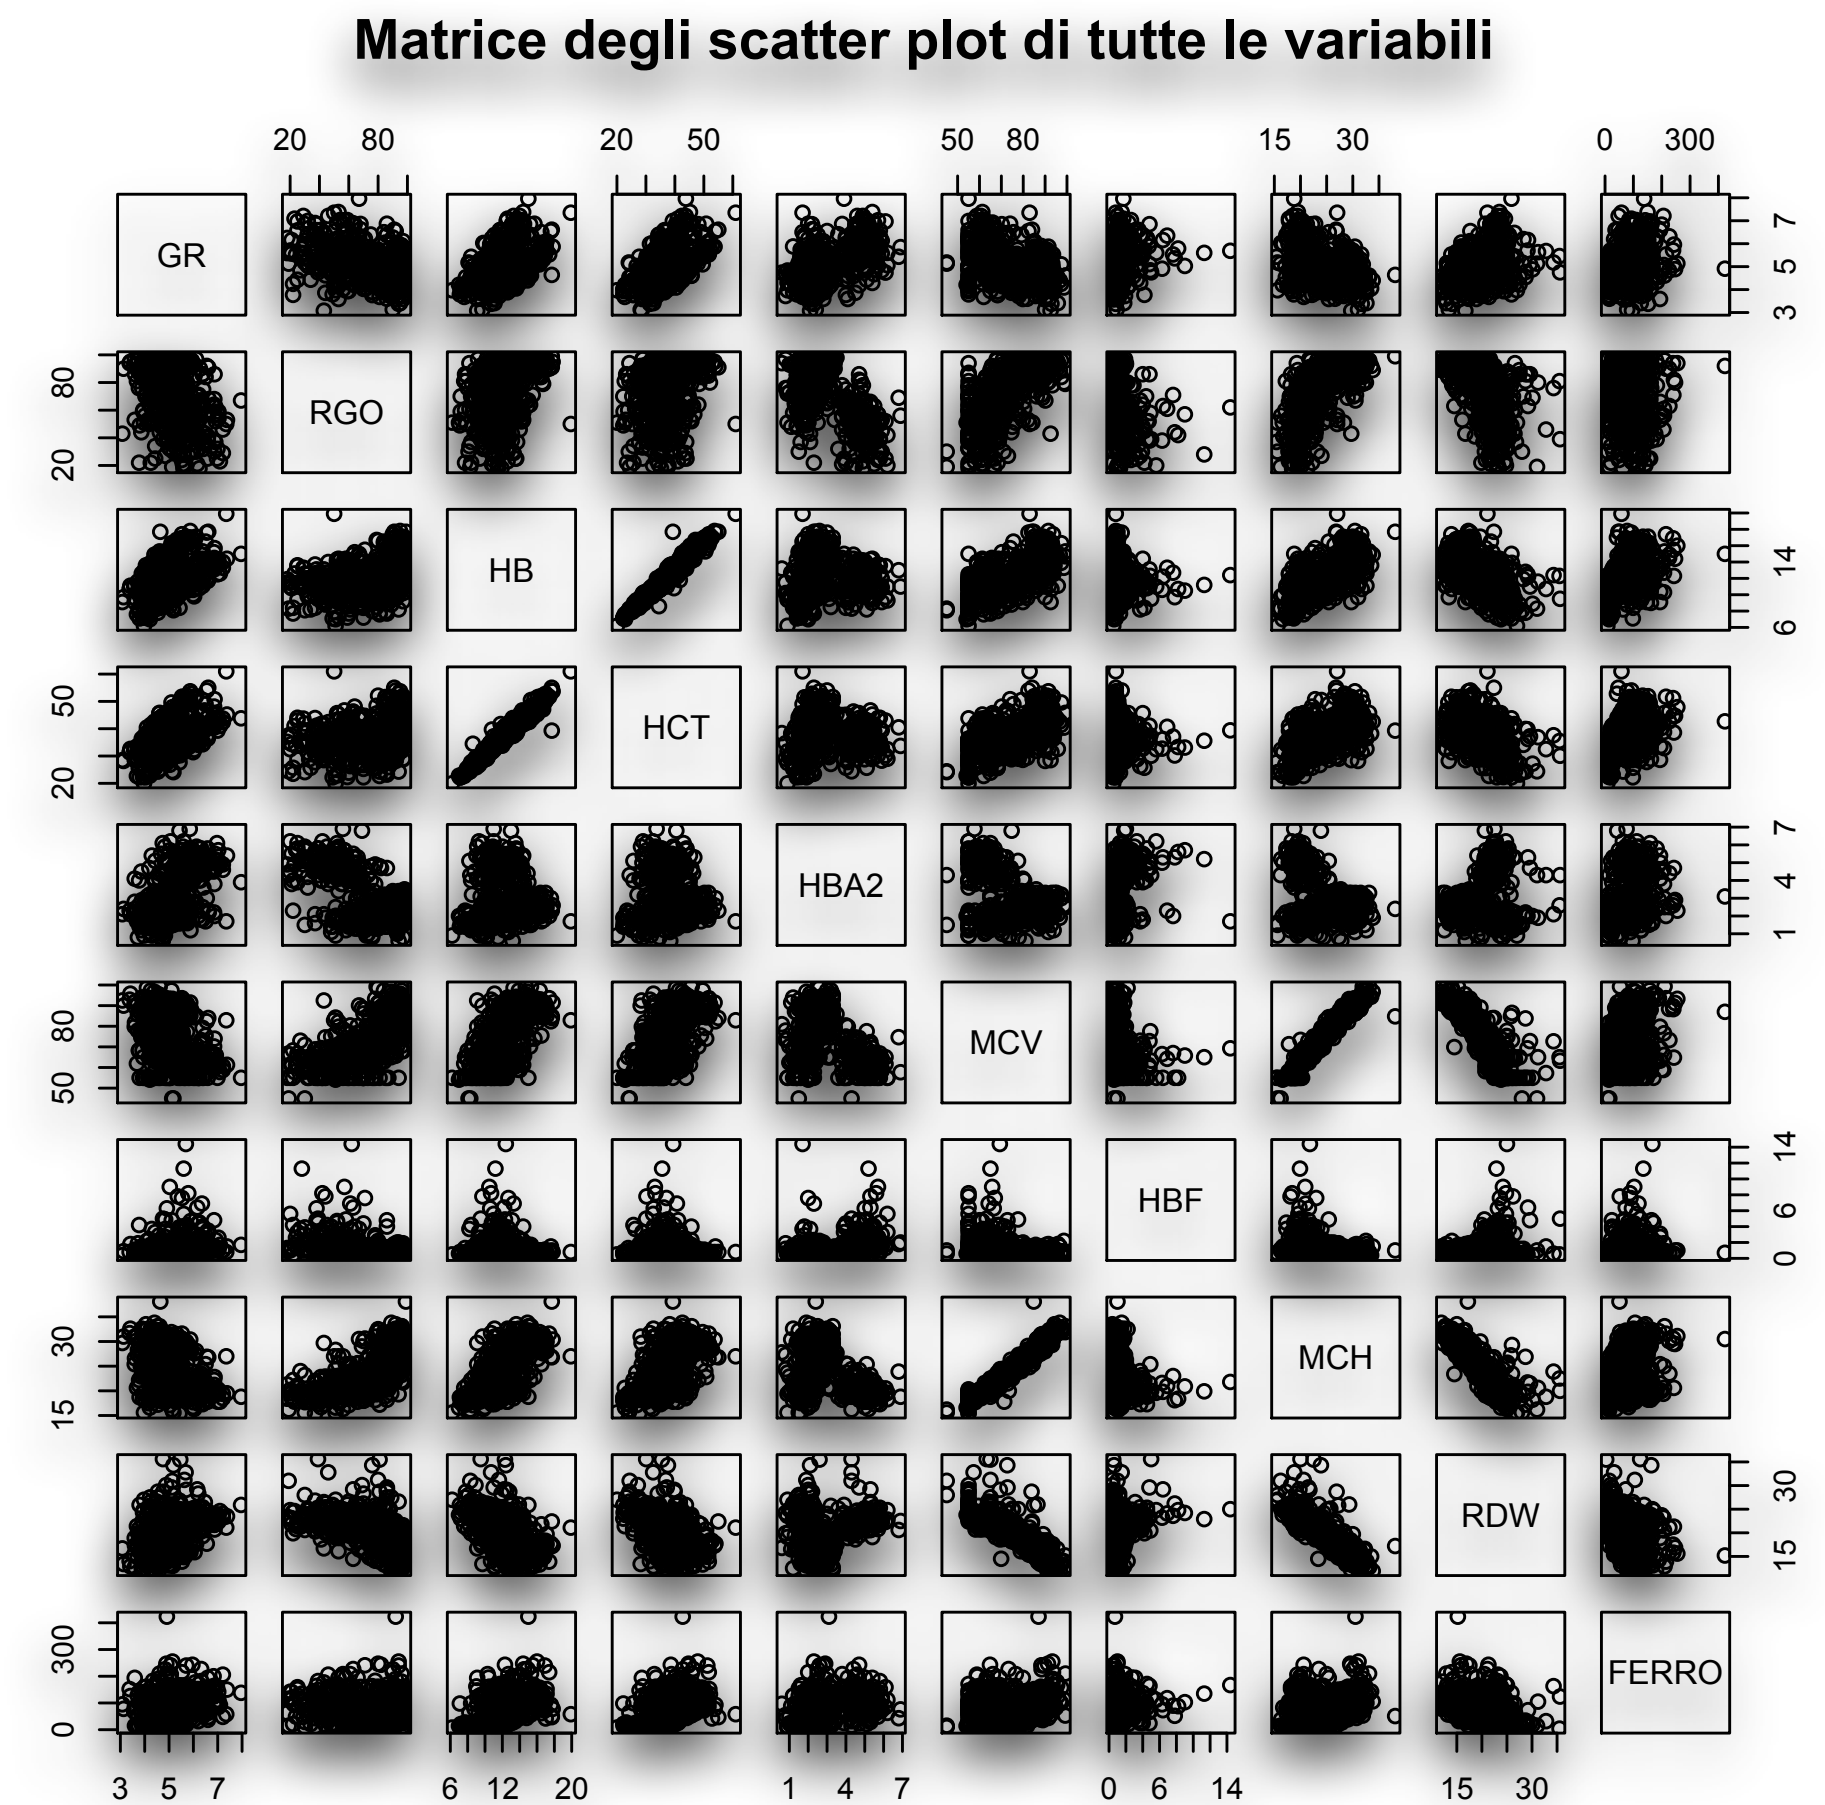 Matrice degli scatter plot di tutte le variabili
20 80 20 50 50 80 15 30 0 300
GR 3 5 7
20 80 RGO
HB 6 14
20 50 HCT
HBA2 1 4 7
50 80 MCV
HBF 0 6 14
15 30 MCH
RDW 15 30
0 300 FERRO
3 5 7 6 12 20 1 4 7 0 6 14 15 30